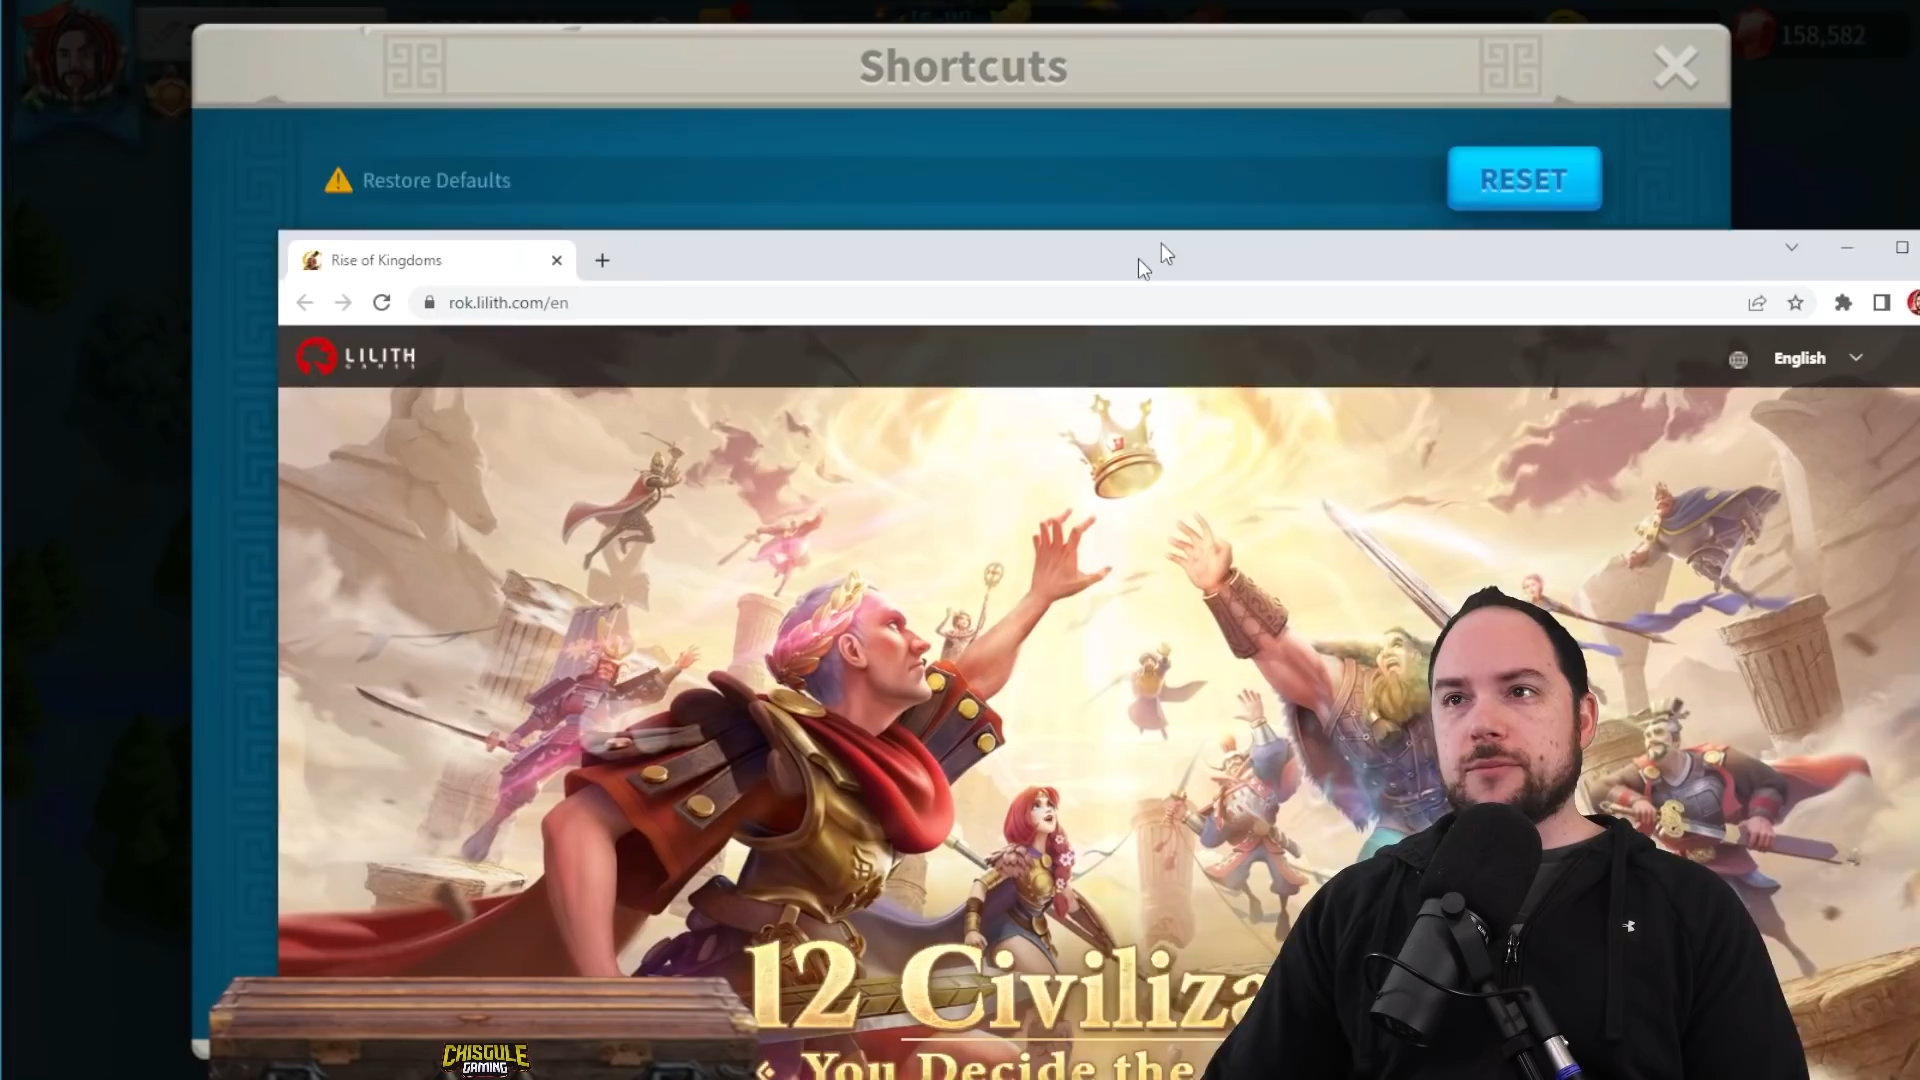 158,582
Shortcuts
Restore Defaults
RESET
Rise of Kingdoms
rok.lilith.com/en
LILITH
GAMES
English
12 Civiliza
You Decide the
CHISGULE
GAMING